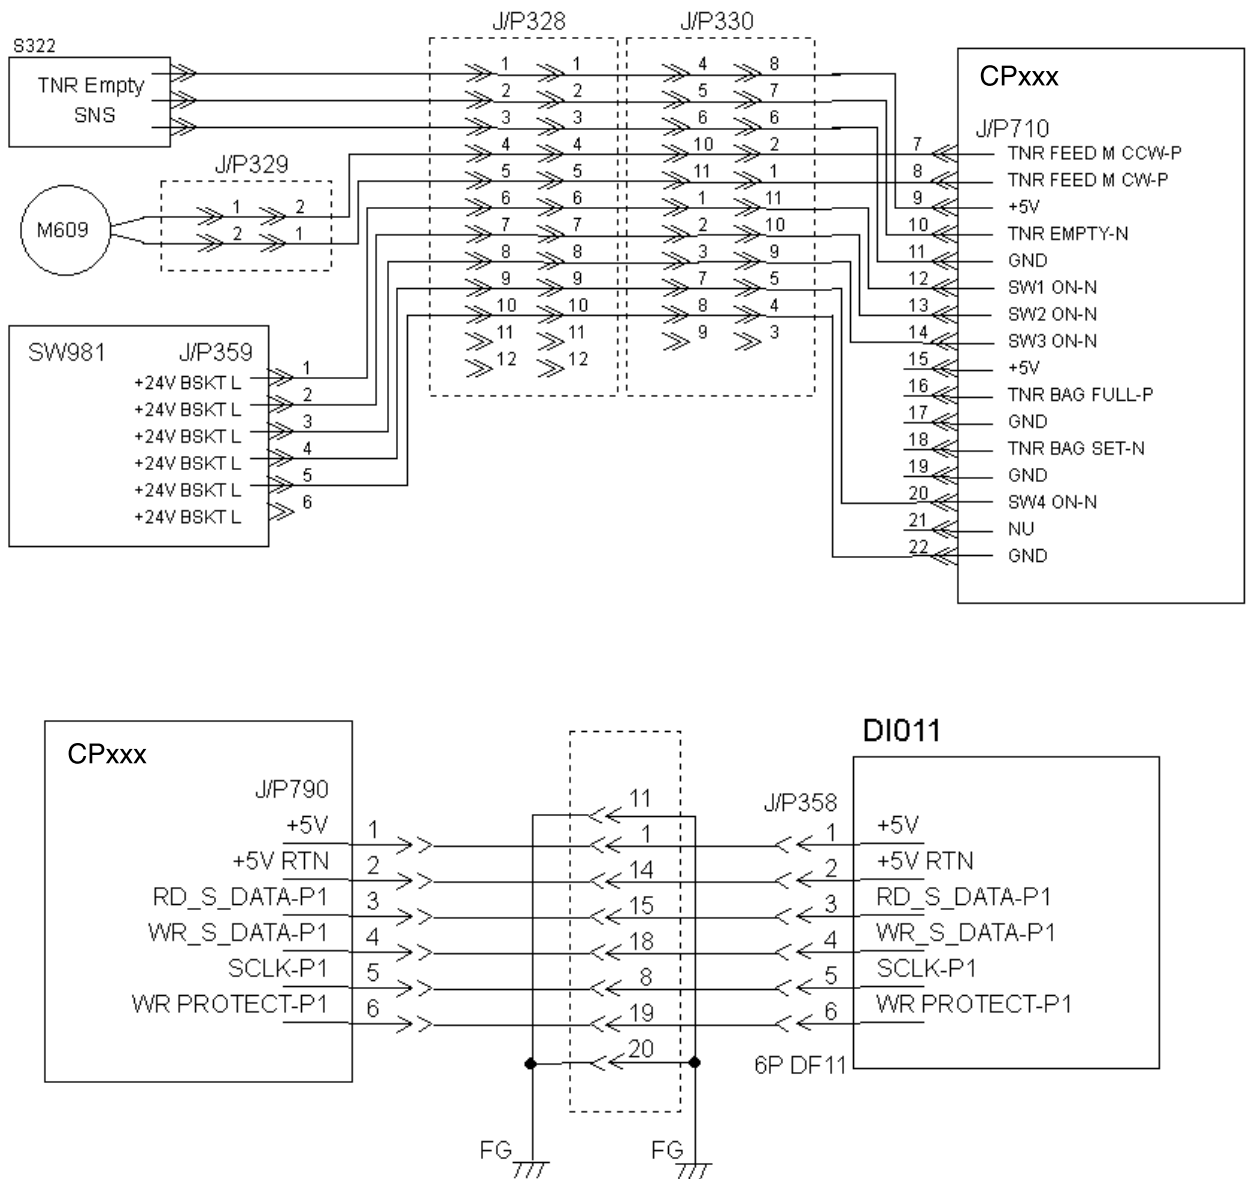 J/P328
J/P330
S322
TNR Empty
SNS
1 1 4 8
2 2 5 7
3 3 6 6
4 4 10 2
5 5 11 1
6 6 1 11
7 7 2 10
8 8 3 9
9 9 7 5
10 10 8 4
11 11 9 3
12 12
J/P329
1 2
2 1
M609
SW981
J/P359
+24V BSKT L 1
+24V BSKT L 2
+24V BSKT L 3
+24V BSKT L 4
+24V BSKT L 5
+24V BSKT L 6
CPxxx
J/P710
7 TNR FEED M CCW-P
8 TNR FEED M CW-P
9 +5V
10 TNR EMPTY-N
11 GND
12 SW1 ON-N
13 SW2 ON-N
14 SW3 ON-N
15 +5V
16 TNR BAG FULL-P
17 GND
18 TNR BAG SET-N
19 GND
20 SW4 ON-N
21 NU
22 GND
CPxxx
J/P790
+5V 1
+5V RTN 2
RD_S_DATA-P1 3
WR_S_DATA-P1 4
SCLK-P1 5
WR PROTECT-P1 6
11
1
14
15
18
8
19
20
FG
FG
DI011
J/P358
1 +5V
2 +5V RTN
3 RD_S_DATA-P1
4 WR_S_DATA-P1
5 SCLK-P1
6 WR PROTECT-P1
6P DF11